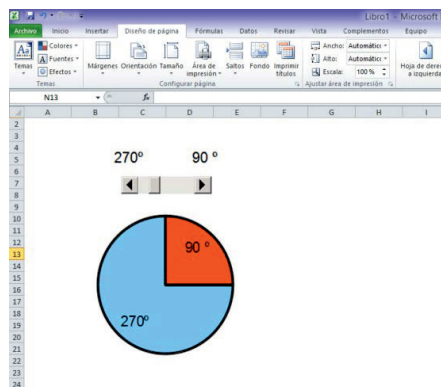 Libro1 - Microsoft
Archivo Inicio Insertar Diseño de página Fórmulas Datos Revisar Vista Complementos Equipo
Temas
Colores
Fuentes
Efectos
Márgenes Orientación Tamaño Área de impresión Saltos Fondo Imprimir títulos
Ancho: Automático
Alto: Automático
Escala: 100 %
Hoja de dere
a izquierda
Temas Configurar página Ajustar área de impresión
N13 fx
A B C D E F G H I
2
3
4
5
270º 90 º
6
7
8
9
10
11
90 º
12
13
14
15
16
17
270º
18
19
20
21
22
23
24